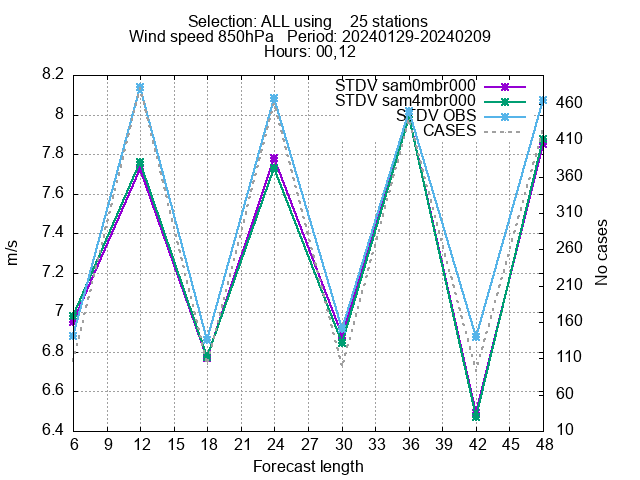 Selection: ALL using    25 stations
Wind speed 850hPa   Period: 20240129-20240209
Hours: 00,12
STDV sam0mbr000
STDV sam4mbr000
STDV OBS
CASES
8.2
8
7.8
7.6
7.4
7.2
7
6.8
6.6
6.4
m/s
460
410
360
310
260
210
160
110
60
10
No cases
6 9 12 15 18 21 24 27 30 33 36 39 42 45 48
Forecast length